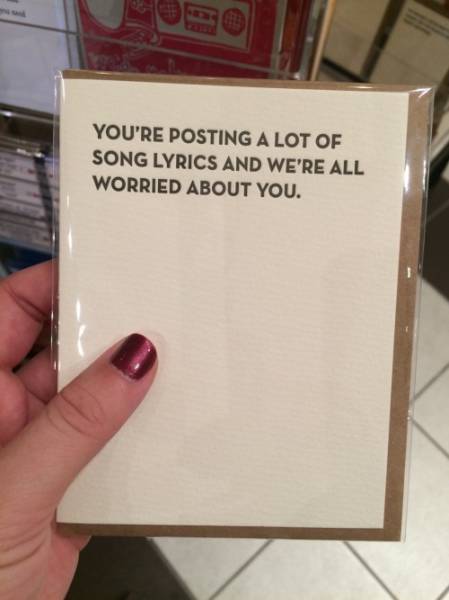 YOU'RE POSTING A LOT OF
SONG LYRICS AND WE'RE ALL
WORRIED ABOUT YOU.